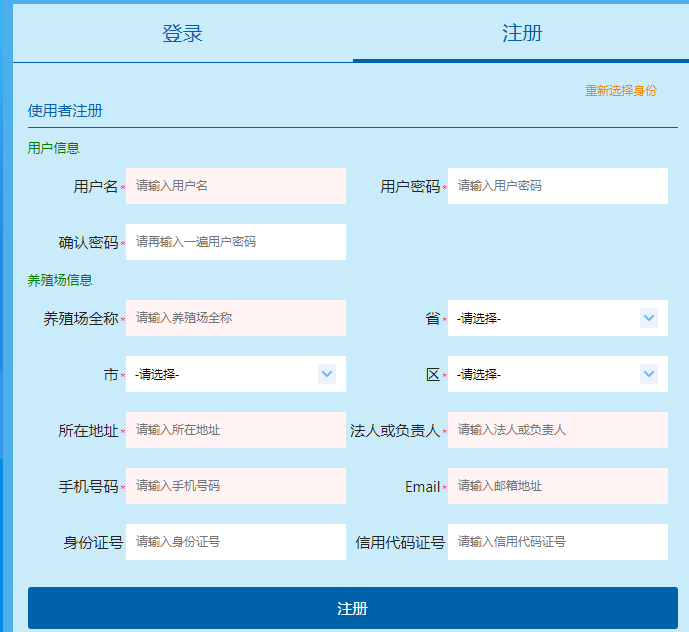 登录 注册
重新选择身份
使用者注册
用户信息
用户名* 请输入用户名 用户密码* 请输入用户密码
确认密码* 请再输入一遍用户密码
养殖场信息
养殖场全称* 请输入养殖场全称 省* -请选择-
市* -请选择- 区* -请选择-
所在地址* 请输入所在地址 法人或负责人* 请输入法人或负责人
手机号码* 请输入手机号码 Email* 请输入邮箱地址
身份证号 请输入身份证号 信用代码证号 请输入信用代码证号
注册